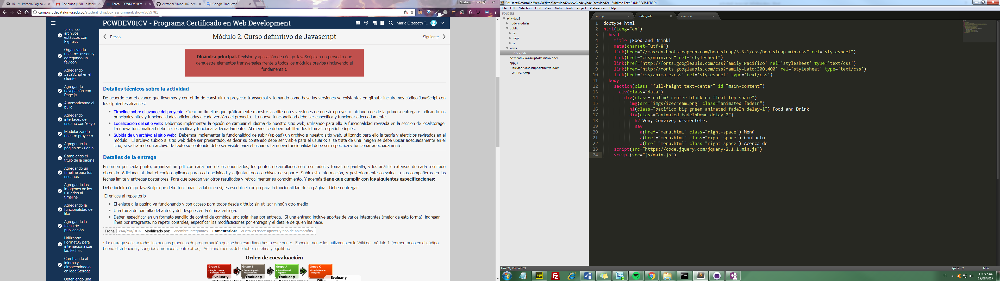 16.- Mi Primera Página W
Recibidos (138) - eliztob
Tarea - PCWDEV01CV - P
eliztobar7/modulo2-acti
Google Traductor
Elizabeth
campus.udecatalunya.edu.co/student_dropbox_assignment/show/5659781
PCWDEV01CV - Programa Certificado en Web Development
Maria Elizabeth T...
Sirviendo
archivos
estáticos con
Express
Organizando
nuestros assets y
agregando un
favicon
Agregando
JavaScript en el
cliente
Agregando
navegación con
Page.js
Automatizando el
build
Agregando
interfaces de
usuario con Yo-yo
Modularizando
nuestro proyecto
Agregando la
página de /signin
Cambiando el
título de la página
Agregando un
timeline para los
usuarios
Agregando las
imágenes de los
usuarios al
timeline
Agregando la
funcionalidad de
like
Agregando la
fecha de
publicación
Utilizando
FormatJS para
internacionalizar
las fechas
Cambiando el
idioma y
almacenándolo
en localStorage
Obteniendo una
Previo
Módulo 2. Curso definitivo de Javascript
Siguiente
Dinámica principal. Revisión y aplicación de código JavaScript en un proyecto que
demuestre elementos transversales frente a todos los módulos previos (incluyendo el
fundamental).
Detalles técnicos sobre la actividad
De acuerdo con el avance que llevamos y con el fin de construir un proyecto transversal y tomando como base las versiones ya existentes en github; incluiremos código JavaScript con
los siguientes alcances:
Timeline sobre el avance del proyecto: Crear un timeline que gráficamente muestre las diferentes versiones de nuestro proyecto iniciando desde la primera entrega e indicando los
principales hitos y funcionalidades adicionadas a cada versión del proyecto. La nueva funcionalidad debe ser específica y funcionar adecuadamente.
Localización del sitio web: Debemos implementar la opción de cambiar el idioma de nuestro sitio web, utilizando para ello la funcionalidad revisada en la sección de localstorage.
La nueva funcionalidad debe ser específica y funcionar adecuadamente. Al menos se deben habilitar dos idiomas: español e inglés.
Subida de un archivo al sitio web: Debemos implementar la funcionalidad de subir (upload) un archivo a nuestro sitio web, utilizando para ello la teoría y ejercicios revisados en el
módulo. El archivo subido al sitio web debe ser presentado, es decir su contenido debe ser visible para el usuario; si se trata de una imagen se debe ubicar adecuadamente en el
sitio; si se trata de un archivo de texto su contenido debe ser visible para el usuario. La nueva funcionalidad debe ser específica y funcionar adecuadamente.
Detalles de la entrega
En orden por cada punto, organizar un pdf con cada uno de los enunciados, los puntos desarrollados con resultados y tomas de pantalla; y los análisis extensos de cada resultado
obtenido. Adicionar al final el código aplicado para cada actividad y adjuntar todos archivos de soporte. Subir esta información, y posteriormente coevaluar a sus compañeros en las
fechas límite y entregas posteriores. Para que puedan ver otros resultados y retroalimentar su conocimiento. Y además tiene que cumplir con las siguientes especificaciones:
Debe incluir código JavaScript que debe funcionar. La labor en sí, es escribir el código para la funcionalidad de su página. Deben entregar:
El enlace al repositorio
El enlace a la página ya funcionando y con acceso para todos desde github; sin utilizar ningún otro medio
Una toma de pantalla del antes y del después en la última entrega.
Deben especificar en un formato sencillo de control de cambios, una sola línea por entrega. Si una entrega incluye aportes de varios integrantes (mejor de esta forma), ingresar
línea por integrante, no repetir controles, especificar las modificaciones por entrega y el detalle de quien las hace.
Fecha <AA/MM/DD> Modificado por: <nombre integrante> Comentarios: <Detalles sobre ajustes y tipo de animación>
* La entrega solicita todas las buenas prácticas de programación que se han estudiado hasta este punto. Especialmente las utilizadas en la Wiki del módulo 1, (comentarios en el código,
buena distribución y sangrías apropiadas, entre otros). Adicionalmente, debe haber estética y equilibrio.
Orden de coevaluación:
Grupo C
• Angie Lorena
Vanegas Pinto
Grupo B
• Cesar Augusto
Alvarez Luna
Grupo A
• Juan Manuel
Fajardo
Grupo C
• Lizeth Mendez
Delgado
Evaluar y
Evaluar y
Evaluar y
Evaluar y
C:\Users\Desarrollo Web\Desktop\actividad2\views\index.jade (actividad2) - Sublime Text 2 (UNREGISTERED)
File Edit Selection Find View Goto Tools Project Preferences Help
FOLDERS
actividad2
node_modules
public
css
imgs
js
views
index.jade
actividad2-Javascript-definitivo.docx
app.js
~$tividad2-Javascript-definitivo.docx
~WRL3527.tmp
app.js
index.jade
main.css
1 doctype html
2 html(lang="en")
3 head
4 title ¡Food and Drink!
5 meta(charset="utf-8")
6 link(href="//maxcdn.bootstrapcdn.com/bootstrap/3.3.1/css/bootstrap.min.css" rel="stylesheet")
7 link(href="css/main.css" rel="stylesheet")
8 link(href='http://fonts.googleapis.com/css?family=Pacifico' rel='stylesheet' type='text/css')
9 link(href='http://fonts.googleapis.com/css?family=Lato:300,400' rel='stylesheet' type='text/css')
10 link(href='css/animate.css' rel='stylesheet' type='text/css')
11 body
12 section(class="full-height text-center" id="main-content")
13 div(class="data")
14 div(class="col-m3 center-block no-float top-space")
15 img(src="imgs/icecream.png" class="animated fadeIn")
16 h1(class="pacifico big green animated fadeIn delay-1") Food and Drink
17 div(class="animated fadeInDown delay-2")
18 h2 Ven, Convive, diviértete.
19 nav
20 a(href="menu.html" class="right-space") Menú
21 a(href="menu.html" class="right-space") Contacto
22 a(href="menu.html" class="right-space") Acerca de
23 script(src="https://code.jquery.com/jquery-2.1.1.min.js")
24 script(src="js/main.js")
Line 24, Column 29
Spaces: 2
Jade
ES
11:35 a.m.
19/08/2017